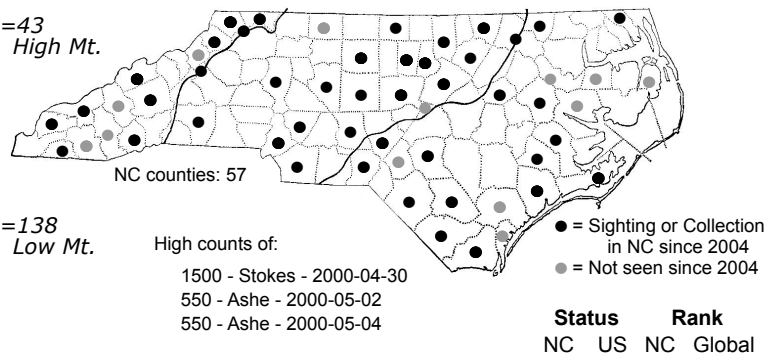 =43
High Mt.
NC counties: 57
=138
Low Mt.
High counts of:
1500 - Stokes - 2000-04-30
550 - Ashe - 2000-05-02
550 - Ashe - 2000-05-04
= Sighting or Collection
in NC since 2004
= Not seen since 2004
Status Rank
NC US NC Global